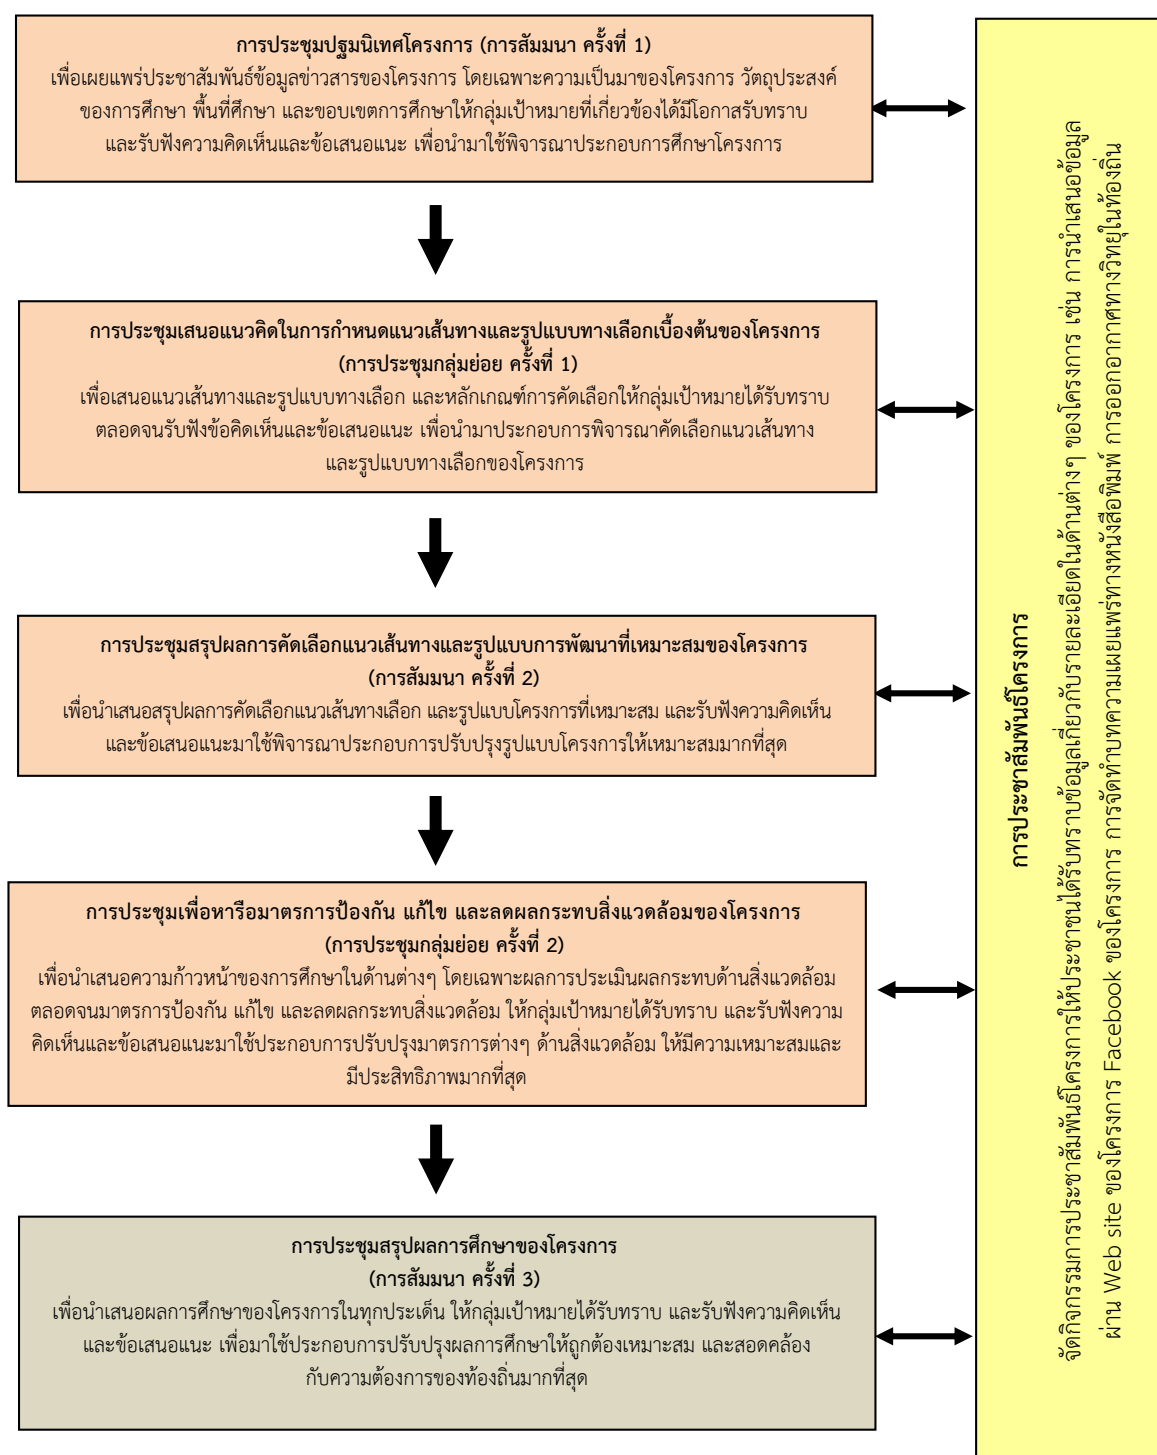 การประชุมปฐมนิเทศโครงการ (การสัมมนา ครั้งที่ 1)
เพื่อเผยแพร่ประชาสัมพันธ์ข้อมูลข่าวสารของโครงการ โดยเฉพาะความเป็นมาของโครงการ วัตถุประสงค์
ของการศึกษา พื้นที่ศึกษา และขอบเขตการศึกษาให้กลุ่มเป้าหมายที่เกี่ยวข้องได้มีโอกาสรับทราบ
และรับฟังความคิดเห็นและข้อเสนอแนะ เพื่อนำมาใช้พิจารณาประกอบการศึกษาโครงการ
การประชุมเสนอแนวคิดในการกำหนดแนวเส้นทางและรูปแบบทางเลือกเบื้องต้นของโครงการ
(การประชุมกลุ่มย่อย ครั้งที่ 1)
เพื่อเสนอแนวเส้นทางและรูปแบบทางเลือก และหลักเกณฑ์การคัดเลือกให้กลุ่มเป้าหมายได้รับทราบ
ตลอดจนรับฟังข้อคิดเห็นและข้อเสนอแนะ เพื่อนำมาประกอบการพิจารณาคัดเลือกแนวเส้นทาง
และรูปแบบทางเลือกของโครงการ
การประชุมสรุปผลการคัดเลือกแนวเส้นทางและรูปแบบการพัฒนาที่เหมาะสมของโครงการ
(การสัมมนา ครั้งที่ 2)
เพื่อนำเสนอสรุปผลการคัดเลือกแนวเส้นทางเลือก และรูปแบบโครงการที่เหมาะสม และรับฟังความคิดเห็น
และข้อเสนอแนะมาใช้พิจารณาประกอบการปรับปรุงรูปแบบโครงการให้เหมาะสมมากที่สุด
การประชุมเพื่อหารือมาตรการป้องกัน แก้ไข และลดผลกระทบสิ่งแวดล้อมของโครงการ
(การประชุมกลุ่มย่อย ครั้งที่ 2)
เพื่อนำเสนอความก้าวหน้าของการศึกษาในด้านต่างๆ โดยเฉพาะผลการประเมินผลกระทบด้านสิ่งแวดล้อม
ตลอดจนมาตรการป้องกัน แก้ไข และลดผลกระทบสิ่งแวดล้อม ให้กลุ่มเป้าหมายได้รับทราบ และรับฟังความ
คิดเห็นและข้อเสนอแนะมาใช้ประกอบการปรับปรุงมาตรการต่างๆ ด้านสิ่งแวดล้อม ให้มีความเหมาะสมและ
มีประสิทธิภาพมากที่สุด
การประชุมสรุปผลการศึกษาของโครงการ
(การสัมมนา ครั้งที่ 3)
เพื่อนำเสนอผลการศึกษาของโครงการในทุกประเด็น ให้กลุ่มเป้าหมายได้รับทราบ และรับฟังความคิดเห็น
และข้อเสนอแนะ เพื่อมาใช้ประกอบการปรับปรุงผลการศึกษาให้ถูกต้องเหมาะสม และสอดคล้อง
กับความต้องการของท้องถิ่นมากที่สุด
การประชาสัมพันธ์โครงการ
จัดกิจกรรมการประชาสัมพันธ์โครงการให้ประชาชนได้รับทราบข้อมูลเกี่ยวกับรายละเอียดในด้านต่างๆ ของโครงการ เช่น การนำเสนอข้อมูล
ผ่าน Web site ของโครงการ Facebook ของโครงการ การจัดทำบทความเผยแพร่ทางหนังสือพิมพ์ การออกอากาศทางวิทยุในท้องถิ่น